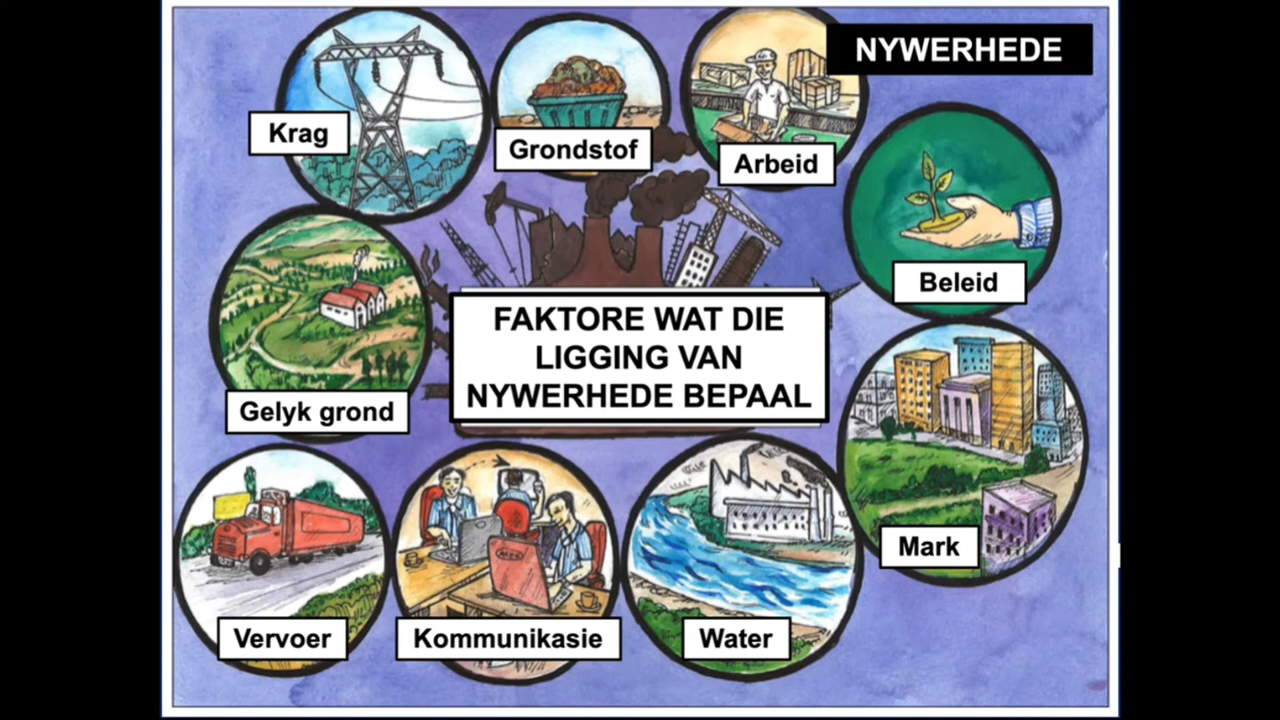 NYWERHEDE
Krag
Grondstof
Arbeid
Beleid
FAKTORE WAT DIE
LIGGING VAN
NYWERHEDE BEPAAL
Gelyk grond
Mark
Vervoer
Kommunikasie
Water